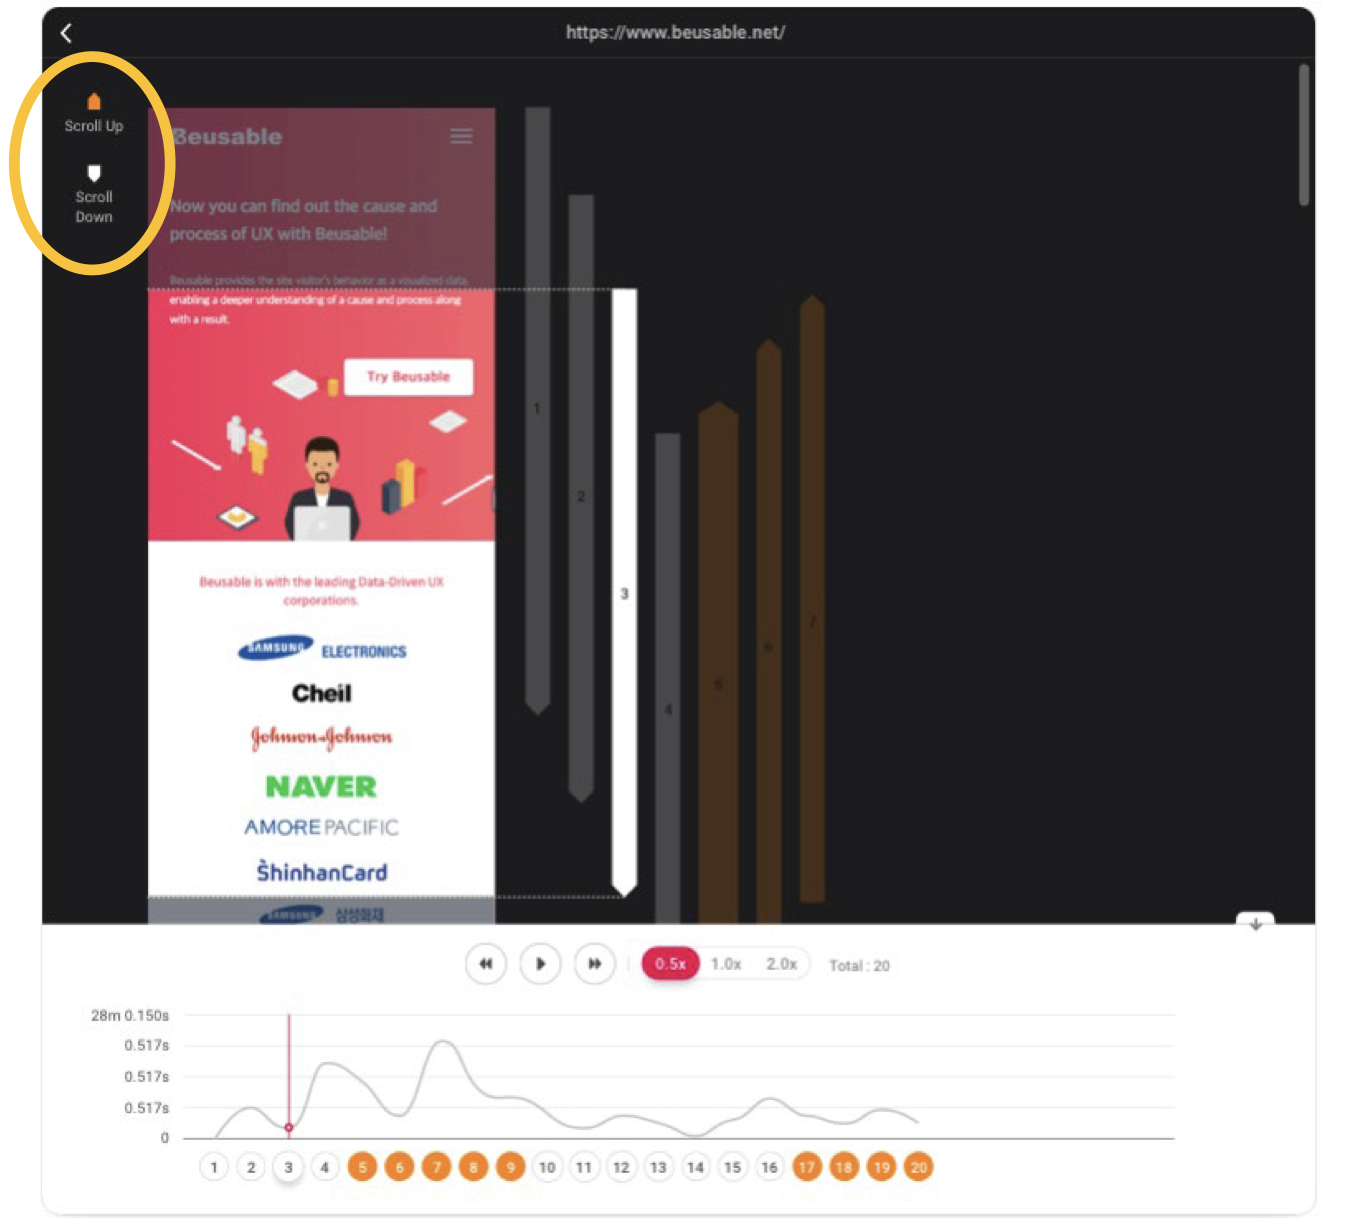 https://www.beusable.net/
Scroll Up
Scroll
Down
Beusable
Now you can find out the cause and
process of UX with Beusable!
Beusable provides the site visitor's behavior as a visualized data,
enabling a deeper understanding of a cause and process along
with a result.
Try Beusable
Beusable is with the leading Data-Driven UX
corporations.
SAMSUNG ELECTRONICS
Cheil
Johnson&Johnson
NAVER
AMOREPACIFIC
ShinhanCard
SAMSUNG 삼성화재
1
2
3
4
5
6
7
0.5x 1.0x 2.0x Total : 20
28m 0.150s
0.517s
0.517s
0.517s
0
1 2 3 4 5 6 7 8 9 10 11 12 13 14 15 16 17 18 19 20